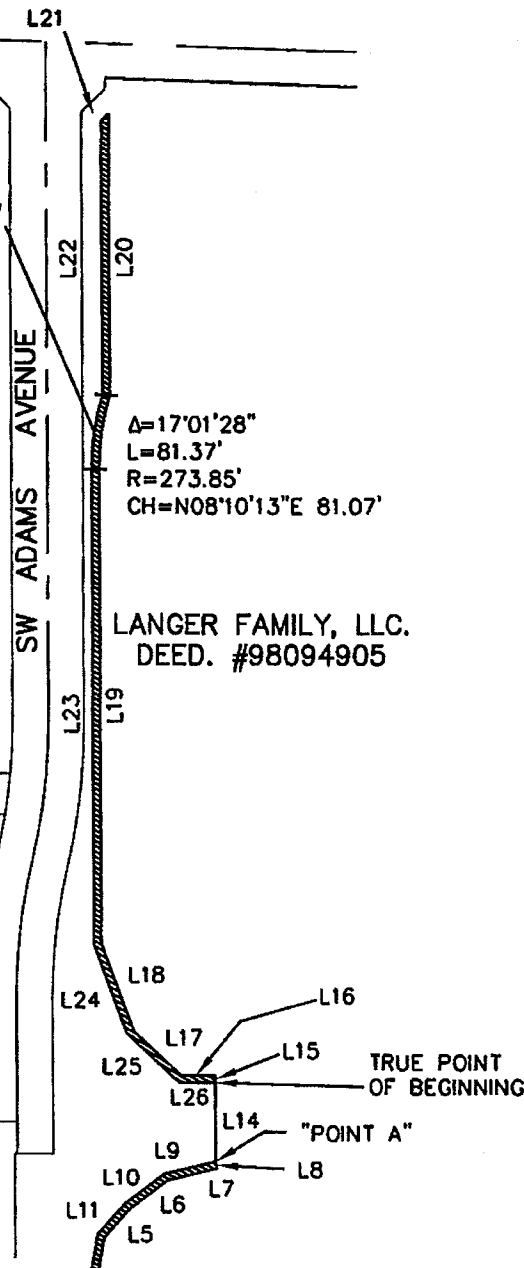 L21
L22
L20
SW ADAMS AVENUE
Δ=17°01'28"
L=81.37'
R=273.85'
CH=N08°10'13"E 81.07'
LANGER FAMILY, LLC.
DEED. #98094905
L23
L19
L18
L24
L16
L17
L25
L15
L26
TRUE POINT
OF BEGINNING
L14
"POINT A"
L9
L8
L10
L7
L6
L11
L5